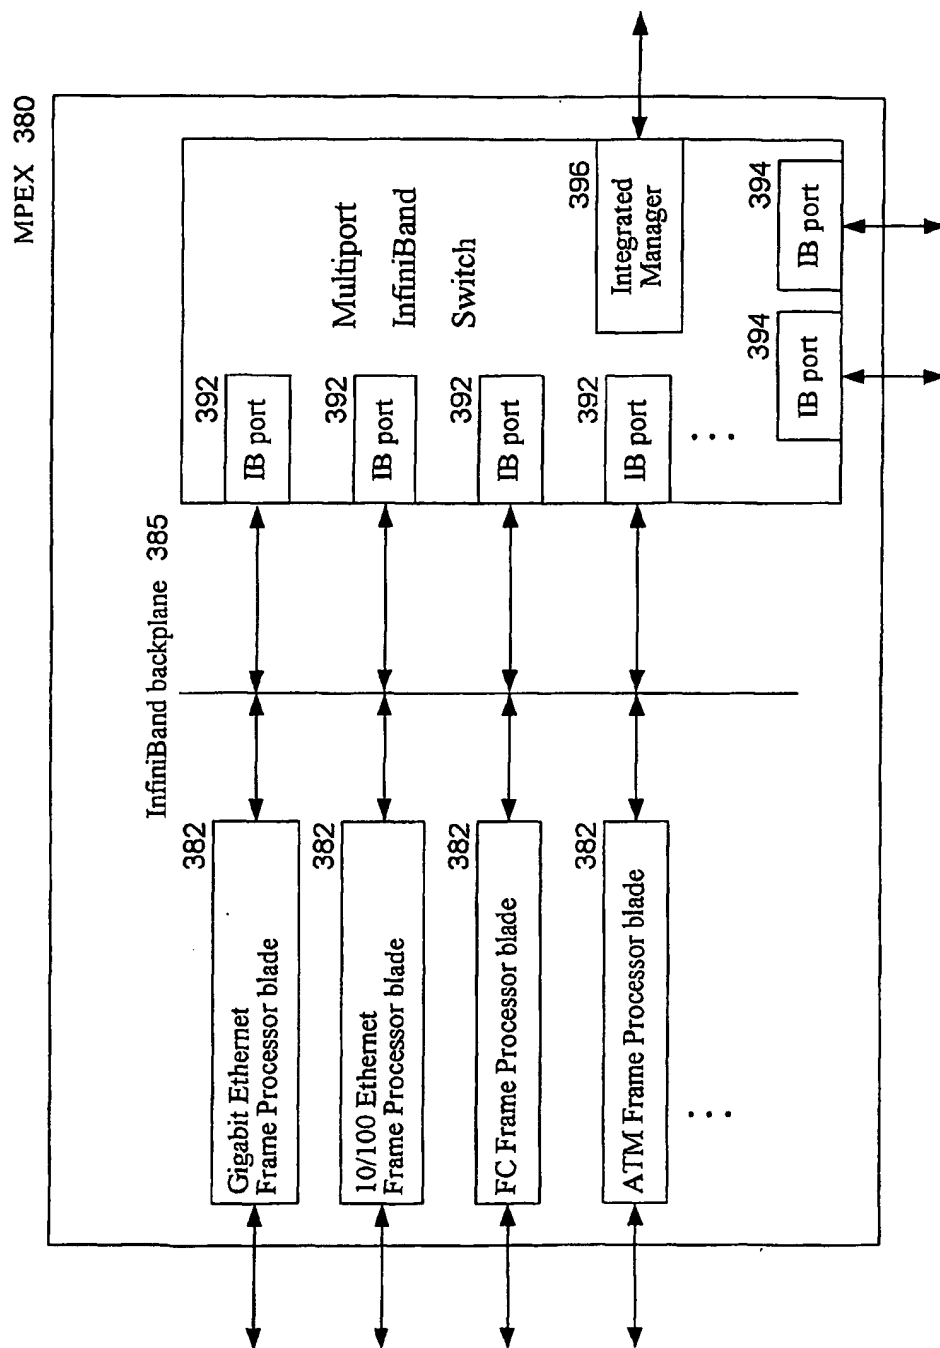 MPEX 380
InfiniBand backplane 385
382
Gigabit Ethernet
Frame Processor blade
382
10/100 Ethernet
Frame Processor blade
382
FC Frame Processor blade
382
ATM Frame Processor blade
...
392
IB port
392
IB port
392
IB port
392
IB port
...
Multiport
InfiniBand
Switch
396
Integrated
Manager
394
IB port
394
IB port